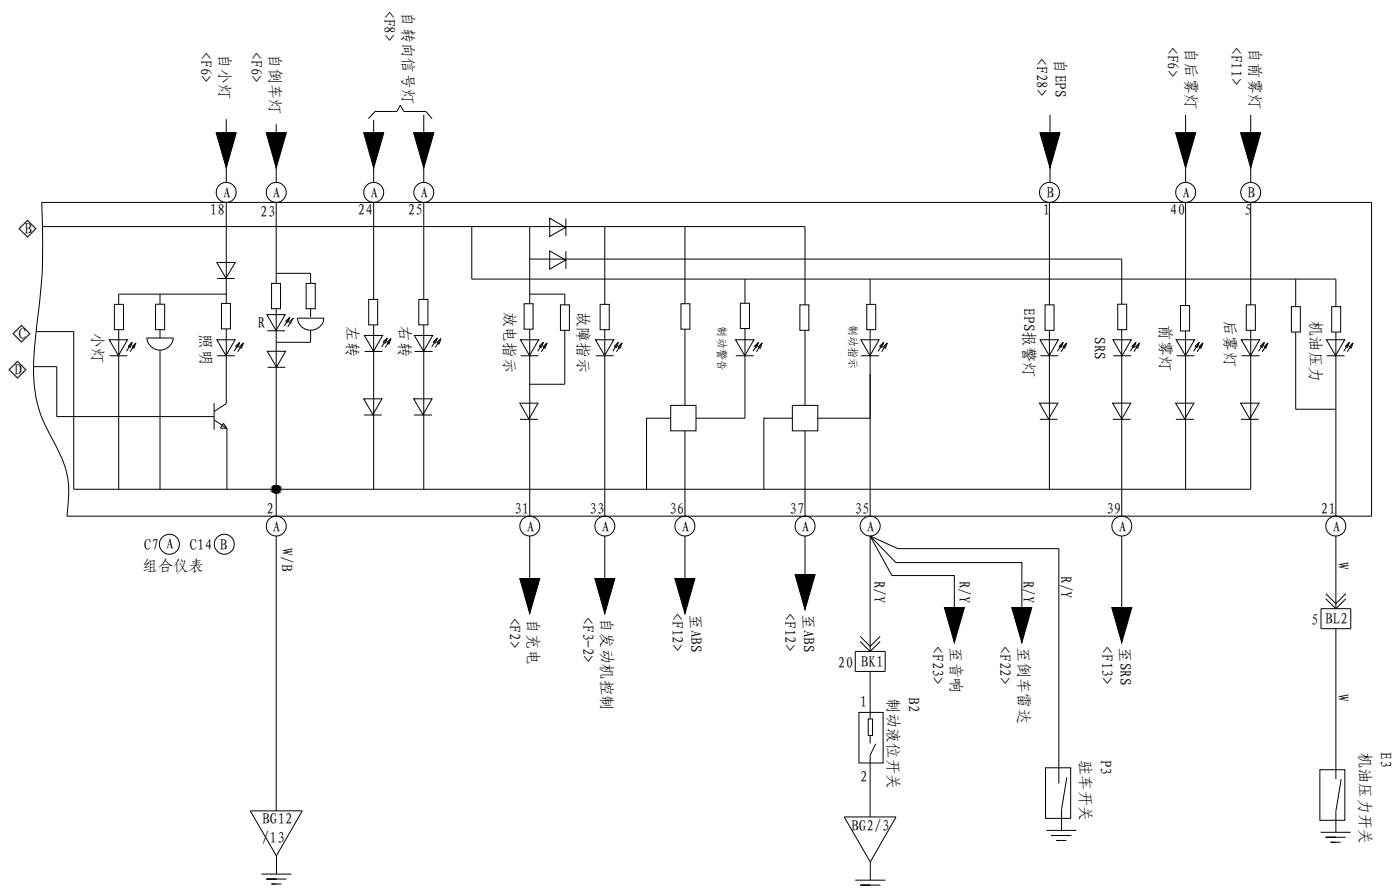 自小灯
<F6>
自倒车灯
<F6>
自转向信号灯
<F8>
自EPS
<F28>
自后雾灯
<F6>
自前雾灯
<F11>
A
A
A
A
B
A
B
18
23
24
25
1
40
5
B
C
D
小灯
照明
R
左转
右转
放电指示
故障指示
制动警告
制动指示
EPS报警灯
SRS
前雾灯
后雾灯
机油压力
2
31
33
36
37
35
39
21
A
A
A
A
A
A
A
A
C7 A C14 B
组合仪表
W/B
R/Y
R/Y
R/Y
R/Y
W
自充电
<F2>
自发动机控制
<F3-2>
至ABS
<F12>
至ABS
<F12>
至音响
<F23>
至倒车雷达
<F22>
至SRS
<F13>
5 BL2
20 BK1
W
1
B2
制动液位开关
2
P3
驻车开关
E3
机油压力开关
BG12
/13
BG2/3